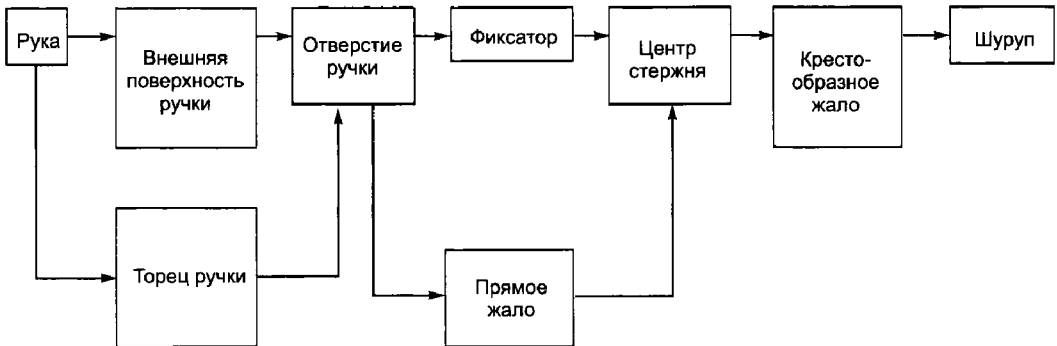 Рука
Внешняя
поверхность
ручки
Отверстие
ручки
Фиксатор
Центр
стержня
Кресто-
образное
жало
Шуруп
Торец ручки
Прямое
жало